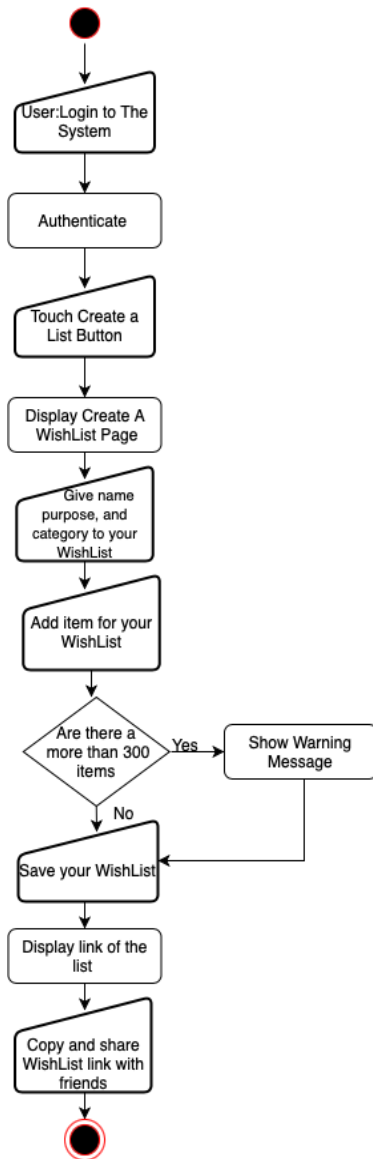 User:Login to The
System
Authenticate
Touch Create a
List Button
Display Create A
WishList Page
Give name
purpose, and
category to your
WishList
Add item for your
WishList
Are there a
more than 300
items
Yes
Show Warning
Message
No
Save your WishList
Display link of the
list
Copy and share
WishList link with
friends